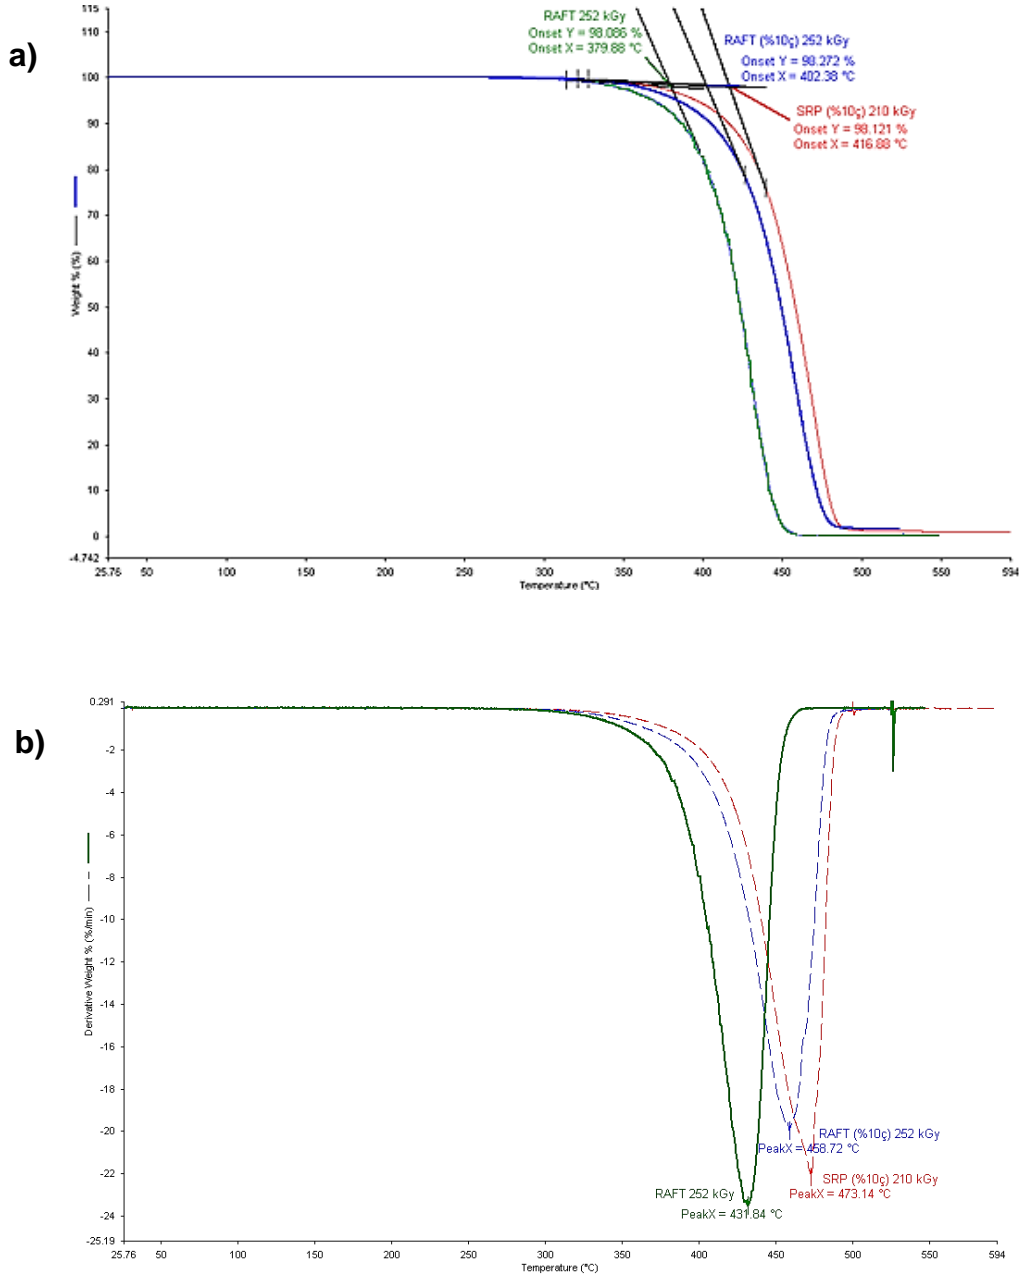 a)
115
100
90
80
70
60
50
40
30
20
10
0
-4.742
Weight % (%)
RAFT 252 kGy
Onset Y = 98.086 %
Onset X = 379.88 °C
RAFT (%10ç) 252 kGy
Onset Y = 98.272 %
Onset X = 402.38 °C
SRP (%10ç) 210 kGy
Onset Y = 98.121 %
Onset X = 416.88 °C
25.76 50 100 150 200 250 300 350 400 450 500 550 594
Temperature (°C)
b)
0.291
-2
-4
-6
-8
-10
-12
-14
-16
-18
-20
-22
-24
-25.19
Derivative Weight % (%/min)
RAFT (%10ç) 252 kGy
PeakX = 458.72 °C
SRP (%10ç) 210 kGy
PeakX = 473.14 °C
RAFT 252 kGy
PeakX = 431.84 °C
25.76 50 100 150 200 250 300 350 400 450 500 550 594
Temperature (°C)